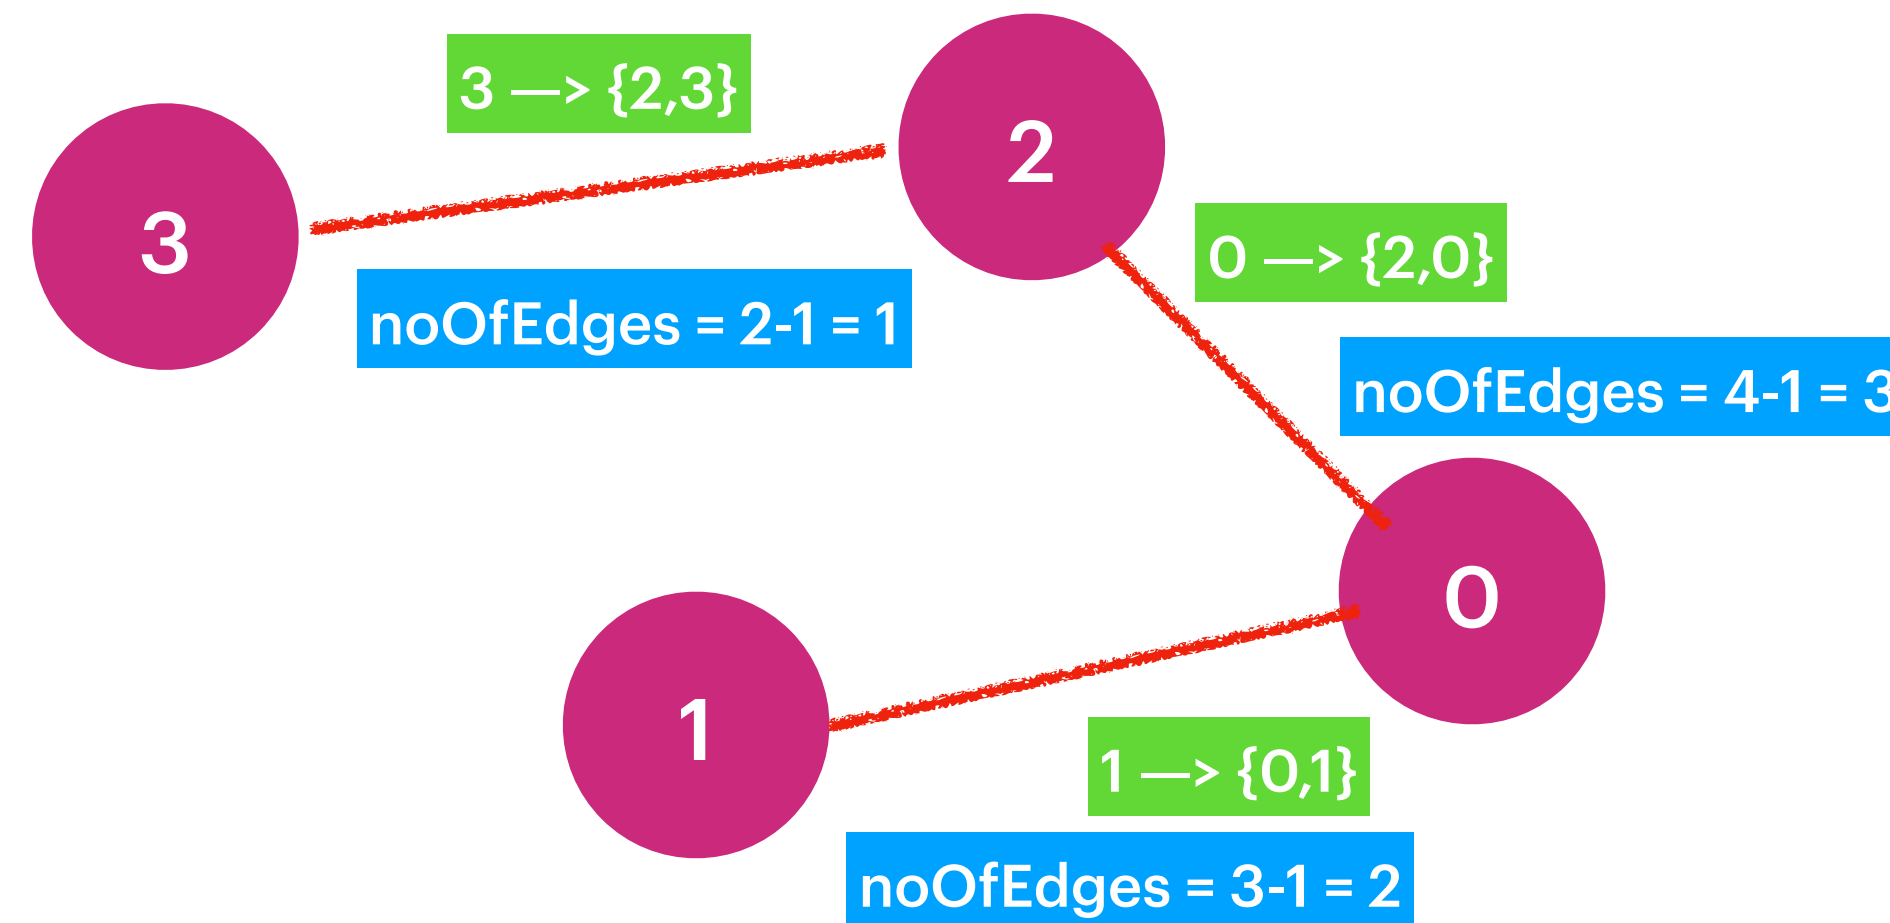 3 —> {2,3}
2
3
0 —> {2,0}
noOfEdges = 2-1 = 1
noOfEdges = 4-1 = 3
0
1
1 —> {0,1}
noOfEdges = 3-1 = 2